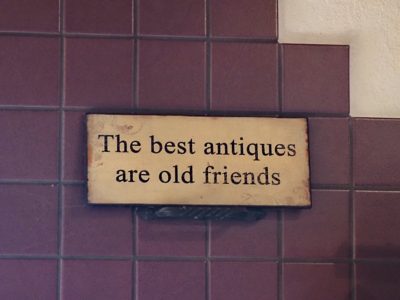 The best antiques
are old friends